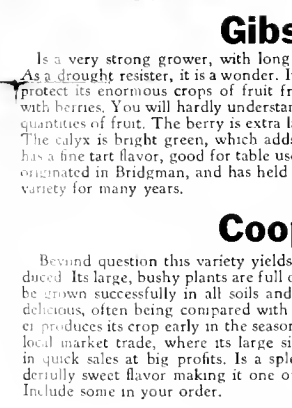 Gibs
Is a very strong grower, with long
As a drought resister, it is a wonder. I
protect its enormous crops of fruit fr
with berries. You will hardly understan
quantities of fruit. The berry is extra la
The calyx is bright green, which adds
has a fine tart flavor, good for table us
originated in Bridgman, and has held
variety for many years.
Coop
Beyond question this variety yields
duced Its large, bushy plants are full o
be grown successfully in all soils and
delicious, often being compared with
er produces its crop early in the season
local market trade, where its large si
in quick sales at big profits. Is a sple
derfully sweet flavor making it one o
Include some in your order.